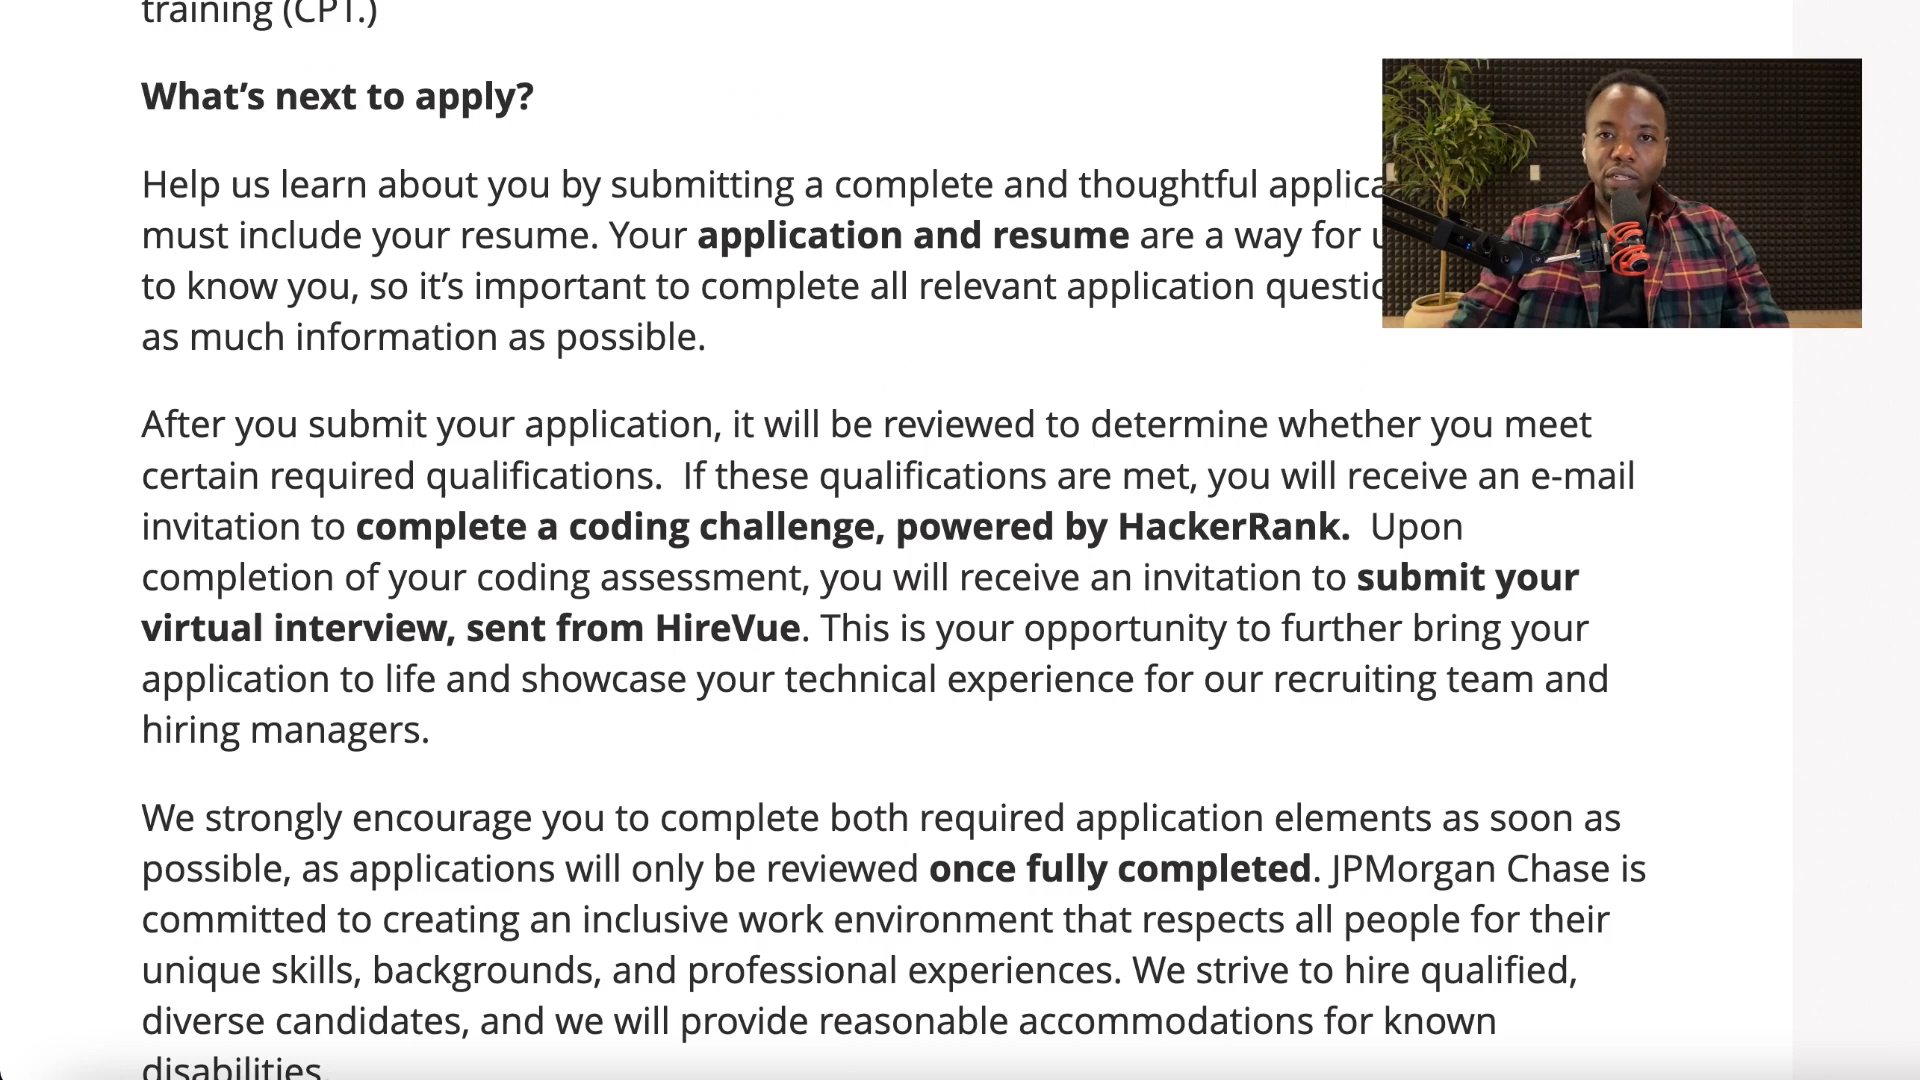 training (CPT.)
What's next to apply?
Help us learn about you by submitting a complete and thoughtful
must include your resume. Your application and resume are a way for
to know you, so it's important to complete all relevant application
as much information as possible.
After you submit your application, it will be reviewed to determine whether you meet
certain required qualifications.  If these qualifications are met, you will receive an e-mail
invitation to complete a coding challenge, powered by HackerRank.  Upon
completion of your coding assessment, you will receive an invitation to submit your
virtual interview, sent from HireVue. This is your opportunity to further bring your
application to life and showcase your technical experience for our recruiting team and
hiring managers.
We strongly encourage you to complete both required application elements as soon as
possible, as applications will only be reviewed once fully completed. JPMorgan Chase is
committed to creating an inclusive work environment that respects all people for their
unique skills, backgrounds, and professional experiences. We strive to hire qualified,
diverse candidates, and we will provide reasonable accommodations for known
disabilities.